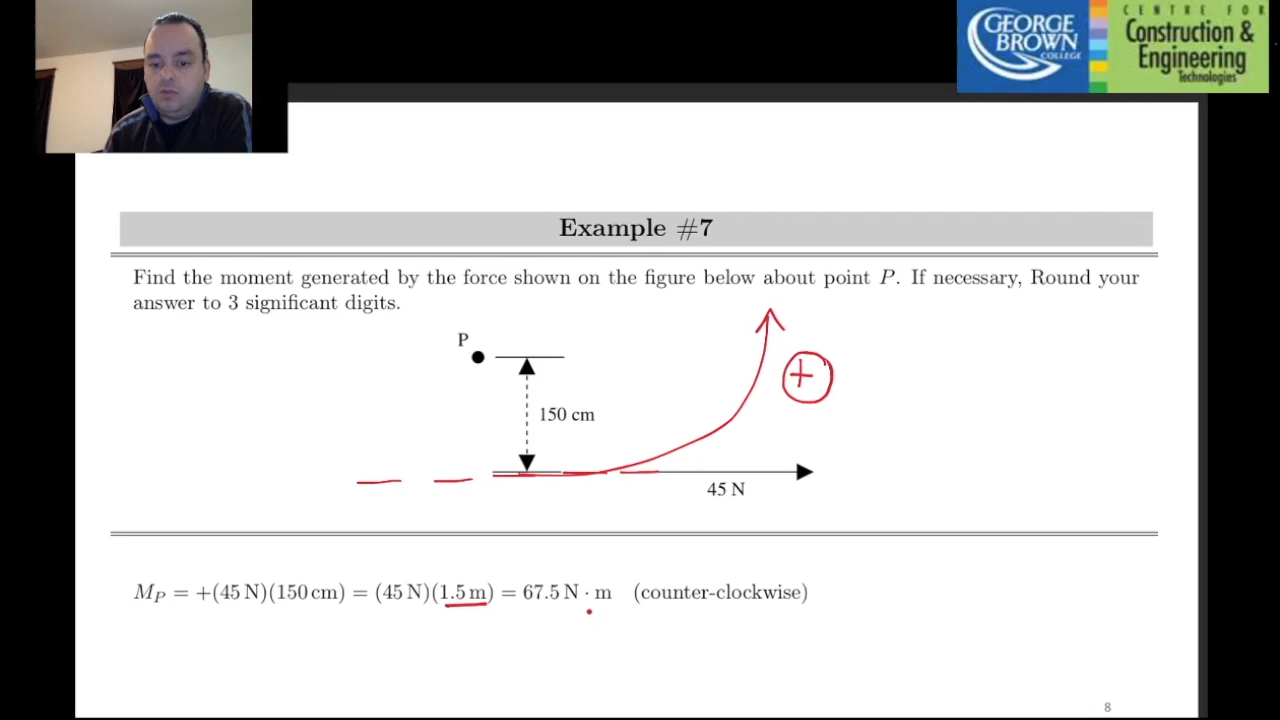 GEORGE
BROWN
COLLEGE
CENTRE FOR
Construction &
Engineering
Technologies
Example #7
Find the moment generated by the force shown on the figure below about point P. If necessary, Round your
answer to 3 significant digits.
P
+
150 cm
45 N
M_P = +(45 N)(150 cm) = (45 N)(1.5 m) = 67.5 N · m (counter-clockwise)
8